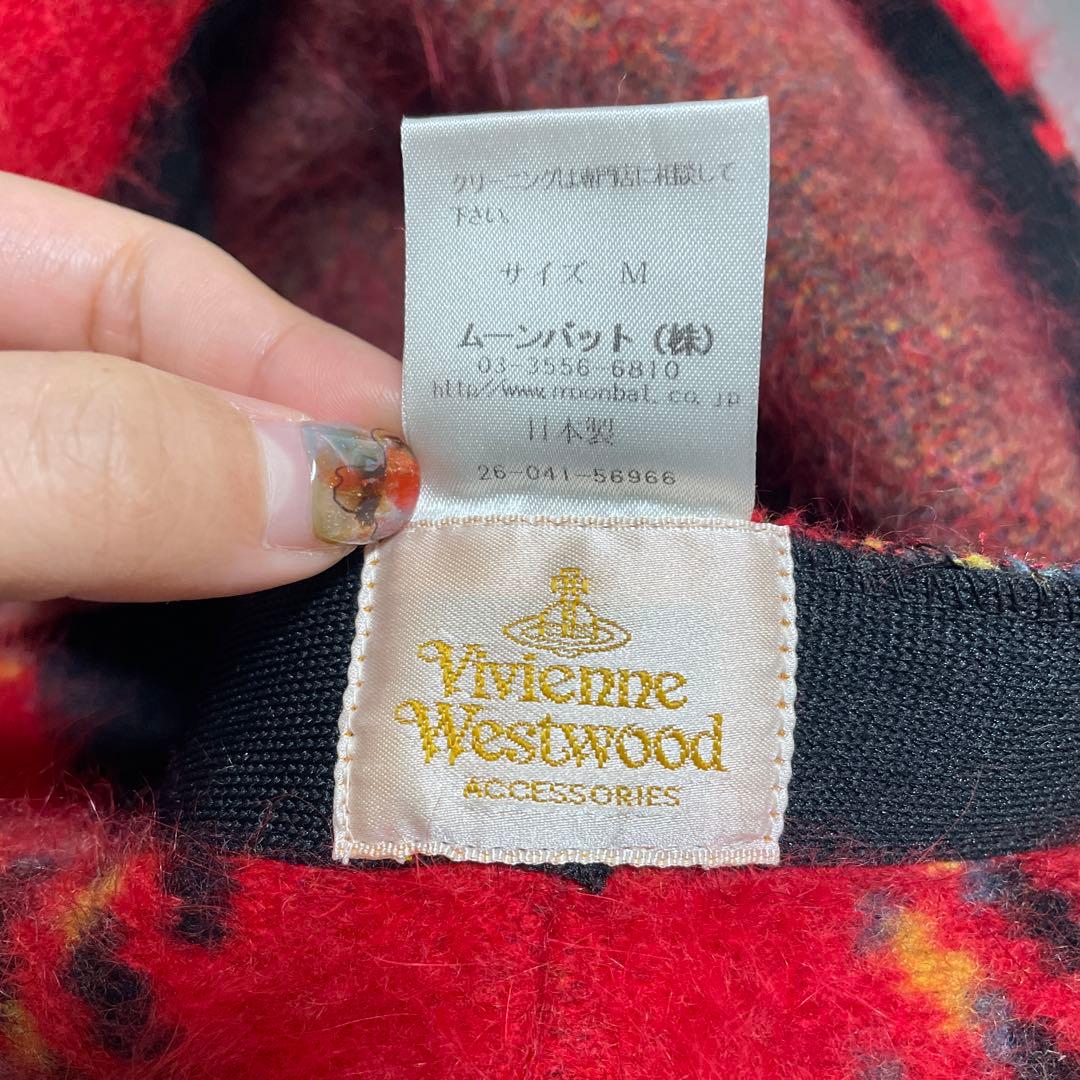 クリーニングは専門店に相談して
下さい。
サイズ M
ムーンバット(株)
03-3556-6810
http://www.moonbat.co.jp
日本製
26-041-56966
Vivienne
Westwood
ACCESSORIES